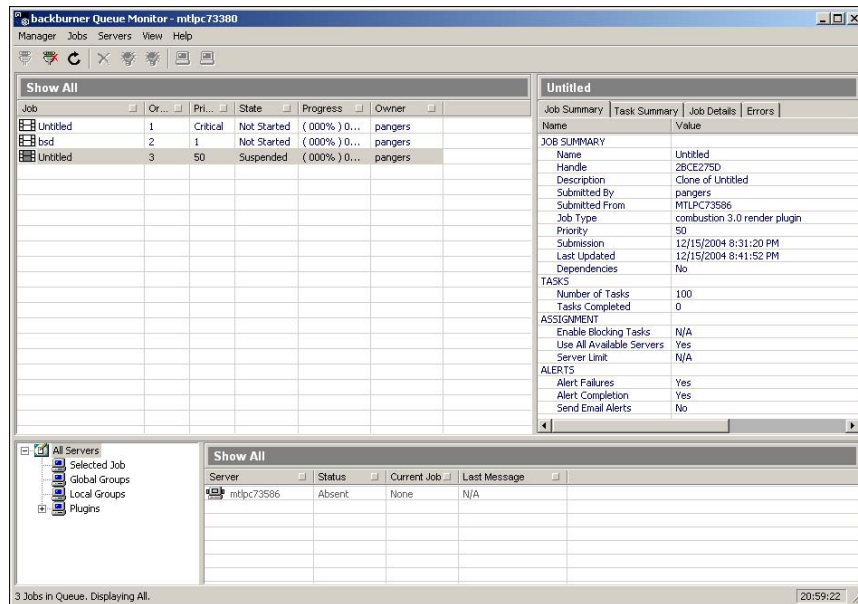 backburner Queue Monitor - mtlpc73380
Manager Jobs Servers View Help
Show All
Job Or... Pri... State Progress Owner
Untitled 1 Critical Not Started ( 000% ) 0... pangers
bsd 2 1 Not Started ( 000% ) 0... pangers
Untitled 3 50 Suspended ( 000% ) 0... pangers
Untitled
Job Summary Task Summary Job Details Errors
Name Value
JOB SUMMARY
Name Untitled
Handle 2BCE275D
Description Clone of Untitled
Submitted By pangers
Submitted From MTLPC73586
Job Type combustion 3.0 render plugin
Priority 50
Submission 12/15/2004 8:31:20 PM
Last Updated 12/15/2004 8:41:52 PM
Dependencies No
TASKS
Number of Tasks 100
Tasks Completed 0
ASSIGNMENT
Enable Blocking Tasks N/A
Use All Available Servers Yes
Server Limit N/A
ALERTS
Alert Failures Yes
Alert Completion Yes
Send Email Alerts No
All Servers
Selected Job
Global Groups
Local Groups
Plugins
Show All
Server Status Current Job Last Message
mtlpc73586 Absent None N/A
3 Jobs in Queue. Displaying All.
20:59:22